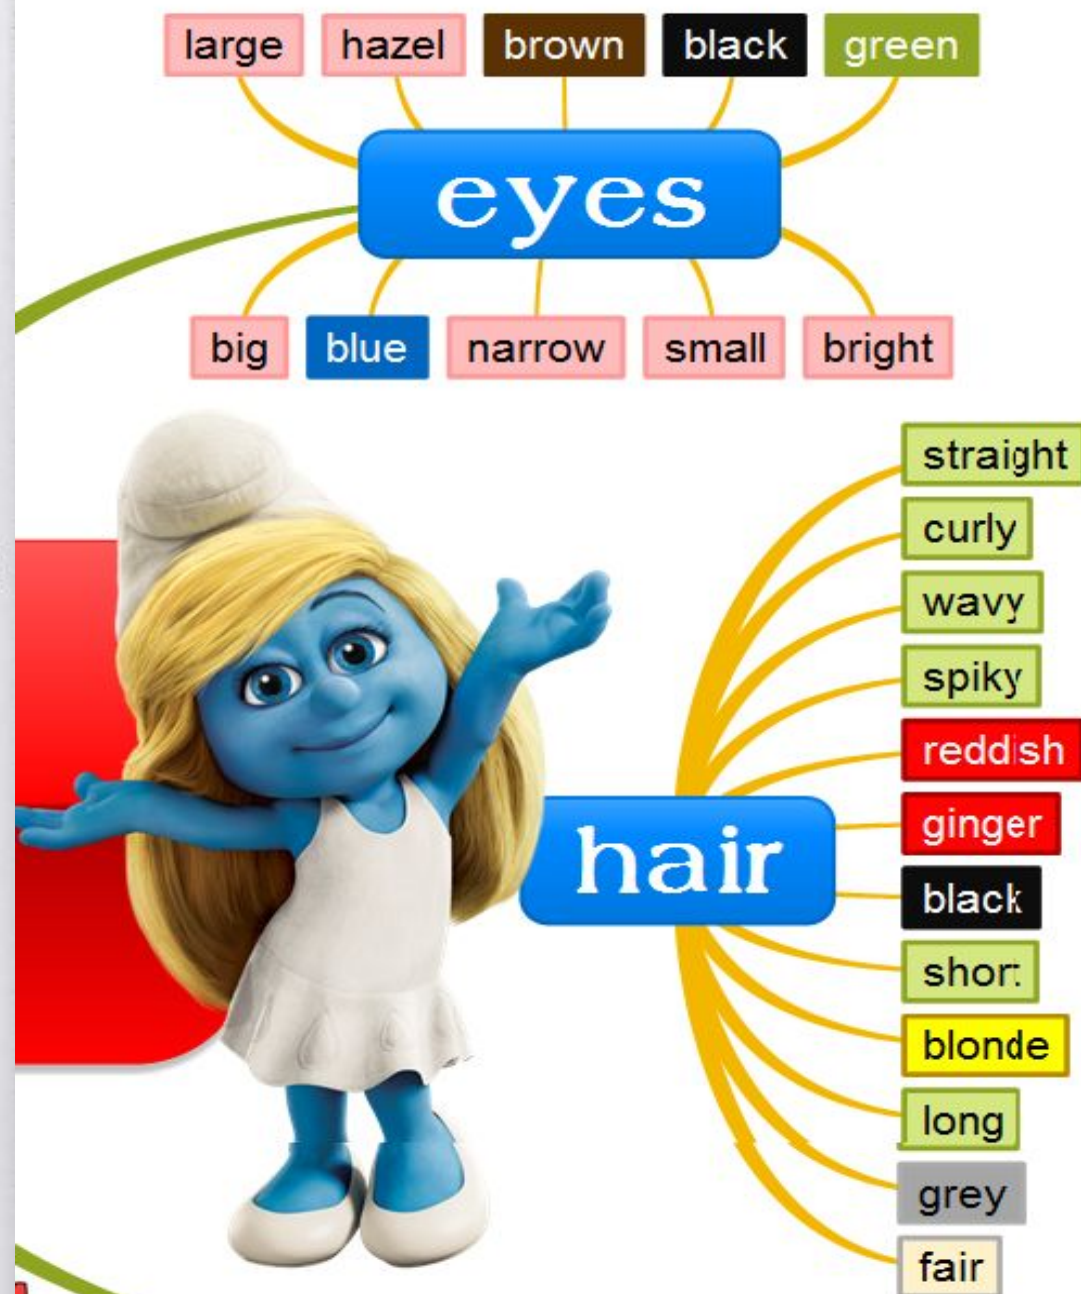 large hazel brown black green
eyes
big blue narrow small bright
straight
curly
wavy
spiky
reddish
ginger
hair
black
short
blonde
long
grey
fair